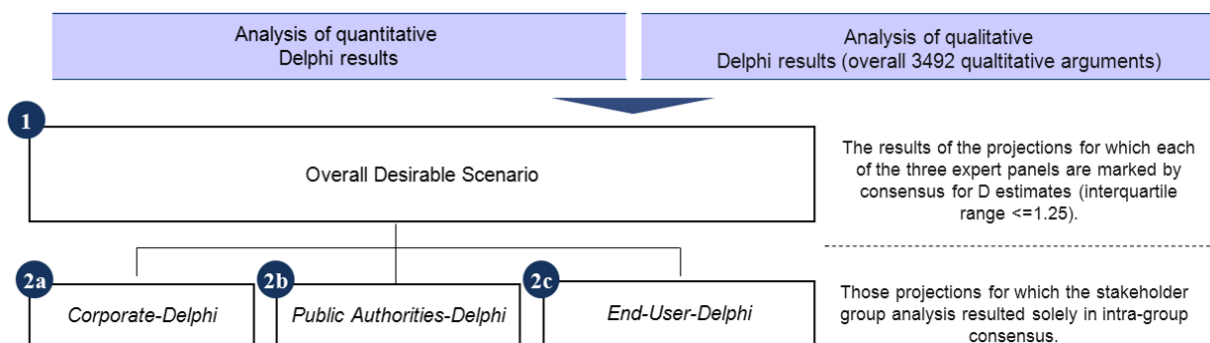 Analysis of quantitative
Delphi results
Analysis of qualitative
Delphi results (overall 3492 qualtitative arguments)
1
Overall Desirable Scenario
The results of the projections for which each
of the three expert panels are marked by
consensus for D estimates (interquartile
range <=1.25).
2a
Corporate-Delphi
2b
Public Authorities-Delphi
2c
End-User-Delphi
Those projections for which the stakeholder
group analysis resulted solely in intra-group
consensus.